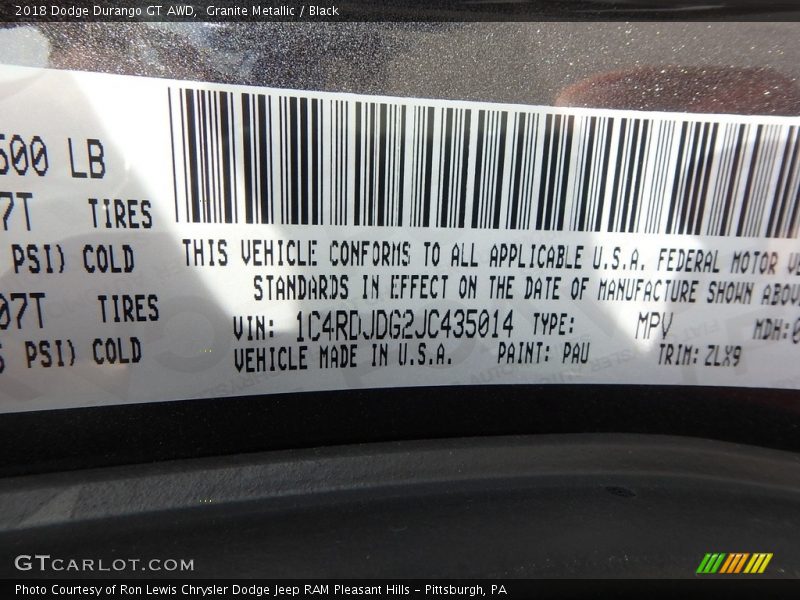 2018 Dodge Durango GT AWD, Granite Metallic / Black
500 LB
7T TIRES
PSI) COLD
07T TIRES
PSI) COLD
THIS VEHICLE CONFORMS TO ALL APPLICABLE U.S.A. FEDERAL MOTOR
STANDARDS IN EFFECT ON THE DATE OF MANUFACTURE SHOWN ABOV
VIN: 1C4RDJDG2JC435014 TYPE: MPV MDH:0
VEHICLE MADE IN U.S.A. PAINT: PAU TRIM: ZLX9
GTCARLOT.COM
Photo Courtesy of Ron Lewis Chrysler Dodge Jeep RAM Pleasant Hills - Pittsburgh, PA